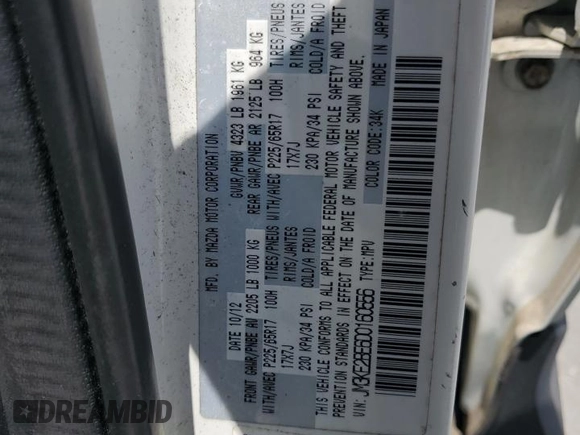 MFD. BY MAZDA MOTOR CORPORATION
DATE 10/12 GVWR/PNBV 4323 LB 1961 KG
FRONT GAWR/PNBE AV 2205 LB 1000 KG REAR GAWR/PNBE AR 2125 LB 964 KG
WITH/AVEC P225/65R17 100H TIRES/PNEUS WITH/AVEC P225/65R17 100H TIRES/PNEUS
17X7J RIMS/JANTES 17X7J RIMS/JANTES
230 KPA/34 PSI COLD/A FROID 230 KPA/34 PSI COLD/A FROID
THIS VEHICLE CONFORMS TO ALL APPLICABLE FEDERAL MOTOR VEHICLE SAFETY AND THEFT
PREVENTION STANDARDS IN EFFECT ON THE DATE OF MANUFACTURE SHOWN ABOVE.
VIN: JM3KE2BE6D0160556 TYPE: MPV COLOR CODE: 34K MADE IN JAPAN
DREAMBID